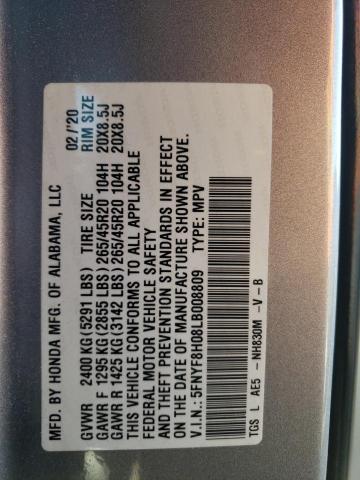 MFD. BY HONDA MFG. OF ALABAMA, LLC 02/'20
GVWR 2400 KG(5291 LBS) TIRE SIZE RIM SIZE
GAWR F 1295 KG(2855 LBS)265/45R20 104H 20X8.5J
GAWR R 1425 KG(3142 LBS)265/45R20 104H 20X8.5J
THIS VEHICLE CONFORMS TO ALL APPLICABLE
FEDERAL MOTOR VEHICLE SAFETY
AND THEFT PREVENTION STANDARDS IN EFFECT
ON THE DATE OF MANUFACTURE SHOWN ABOVE.
V.I.N.: 5FNYF8H08LB008809 TYPE: MPV
TGS L AE5 - NH830M -V-B